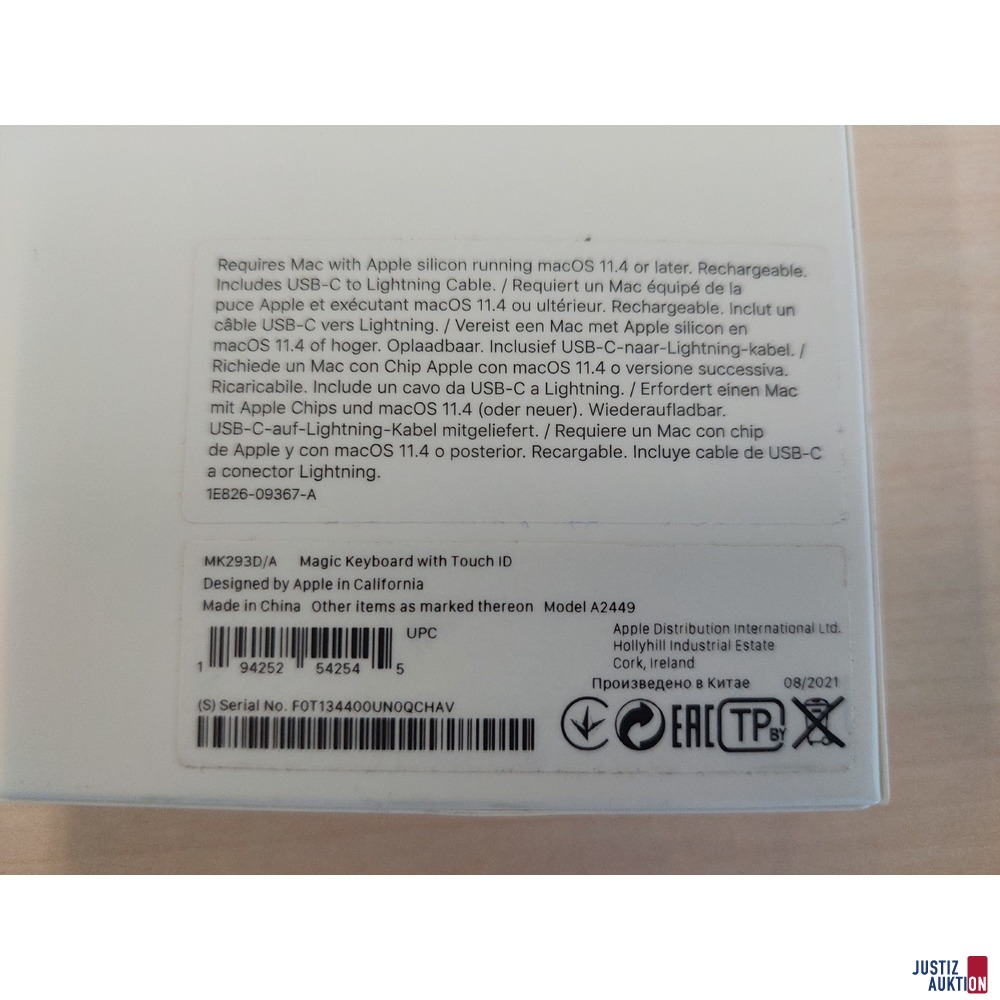 Requires Mac with Apple silicon running macOS 11.4 or later. Rechargeable.
Includes USB-C to Lightning Cable. / Requiert un Mac équipé de la
puce Apple et exécutant macOS 11.4 ou ultérieur. Rechargeable. Inclut un
câble USB-C vers Lightning. / Vereist een Mac met Apple silicon en
macOS 11.4 of hoger. Oplaadbaar. Inclusief USB-C-naar-Lightning-kabel. /
Richiede un Mac con Chip Apple con macOS 11.4 o versione successiva.
Ricaricabile. Include un cavo da USB-C a Lightning. / Erfordert einen Mac
mit Apple Chips und macOS 11.4 (oder neuer). Wiederaufladbar.
USB-C-auf-Lightning-Kabel mitgeliefert. / Requiere un Mac con chip
de Apple y con macOS 11.4 o posterior. Recargable. Incluye cable de USB-C
a conector Lightning.
1E826-09367-A
MK293D/A Magic Keyboard with Touch ID
Designed by Apple in California
Made in China Other items as marked thereon Model A2449
UPC
1 94252 54254 5
Apple Distribution International Ltd.
Hollyhill Industrial Estate
Cork, Ireland
Произведено в Китае 08/2021
(S) Serial No. F0T134400UN0QCHAV
EAC TP BY
JUSTIZ
AUKTION